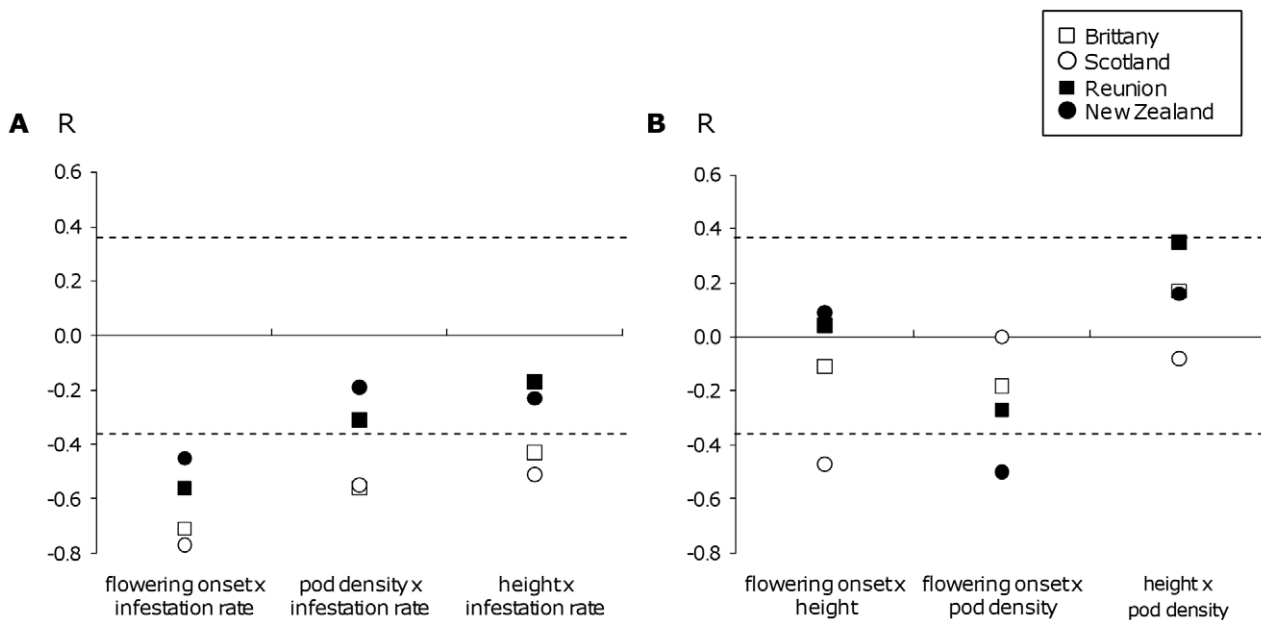 Brittany
Scotland
Reunion
New Zealand
A R
0.6
0.4
0.2
0.0
-0.2
-0.4
-0.6
-0.8
flowering onset x
infestation rate
pod density x
infestation rate
height x
infestation rate
B R
0.6
0.4
0.2
0.0
-0.2
-0.4
-0.6
-0.8
flowering onset x
height
flowering onset x
pod density
height x
pod density